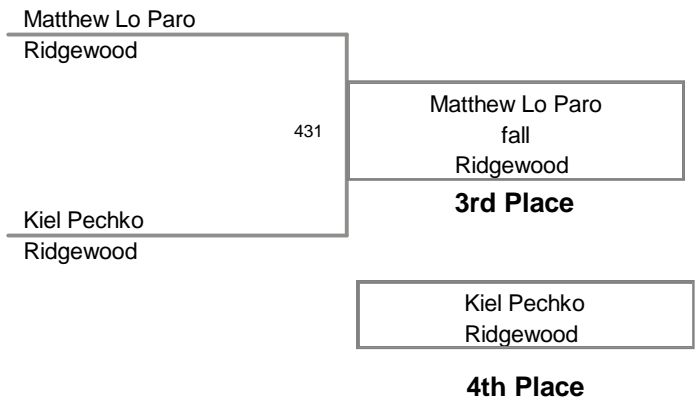 Matthew Lo Paro
Ridgewood
431
Matthew Lo Paro
fall
Ridgewood
3rd Place
Kiel Pechko
Ridgewood
Kiel Pechko
Ridgewood
4th Place